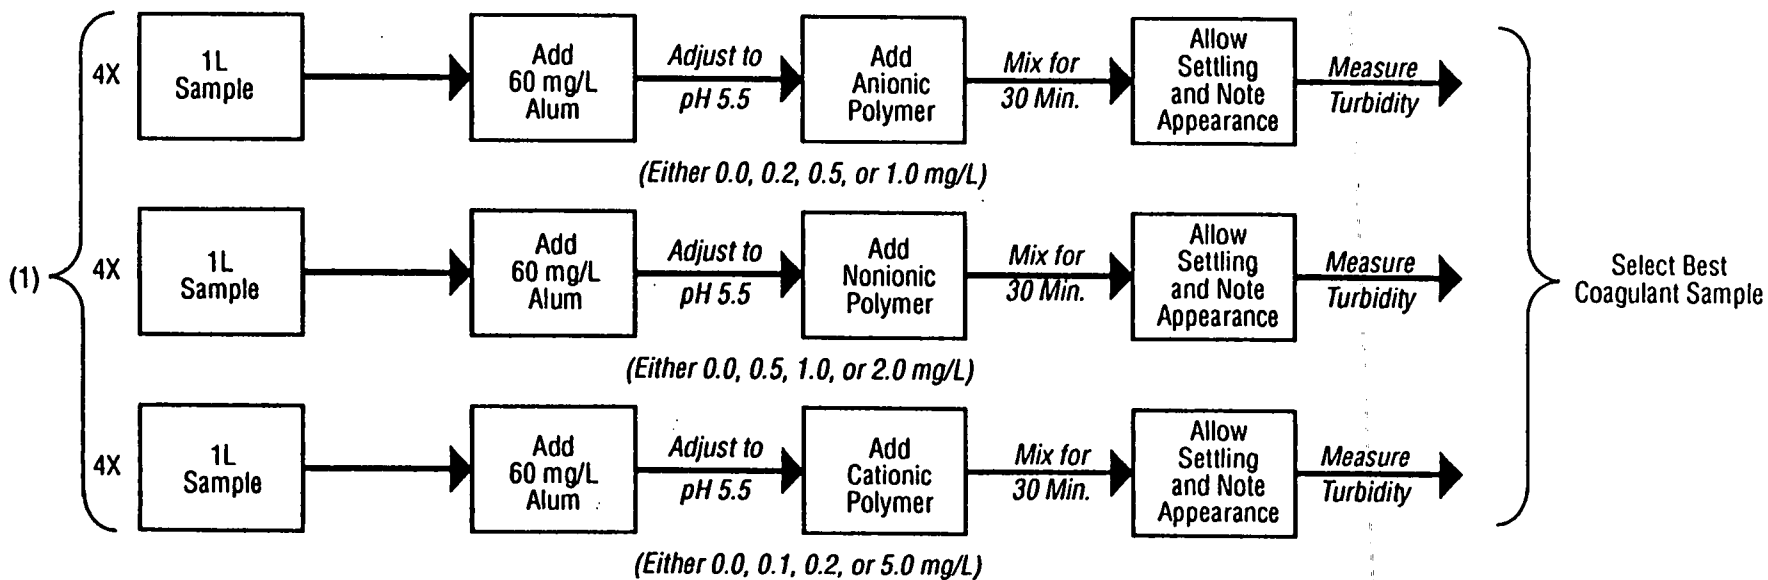 (1)
4X
1L
Sample
Add
60 mg/L
Alum
Adjust to
pH 5.5
Add
Anionic
Polymer
Mix for
30 Min.
Allow
Settling
and Note
Appearance
Measure
Turbidity
(Either 0.0, 0.2, 0.5, or 1.0 mg/L)
4X
1L
Sample
Add
60 mg/L
Alum
Adjust to
pH 5.5
Add
Nonionic
Polymer
Mix for
30 Min.
Allow
Settling
and Note
Appearance
Measure
Turbidity
(Either 0.0, 0.5, 1.0, or 2.0 mg/L)
4X
1L
Sample
Add
60 mg/L
Alum
Adjust to
pH 5.5
Add
Cationic
Polymer
Mix for
30 Min.
Allow
Settling
and Note
Appearance
Measure
Turbidity
(Either 0.0, 0.1, 0.2, or 5.0 mg/L)
Select Best
Coagulant Sample